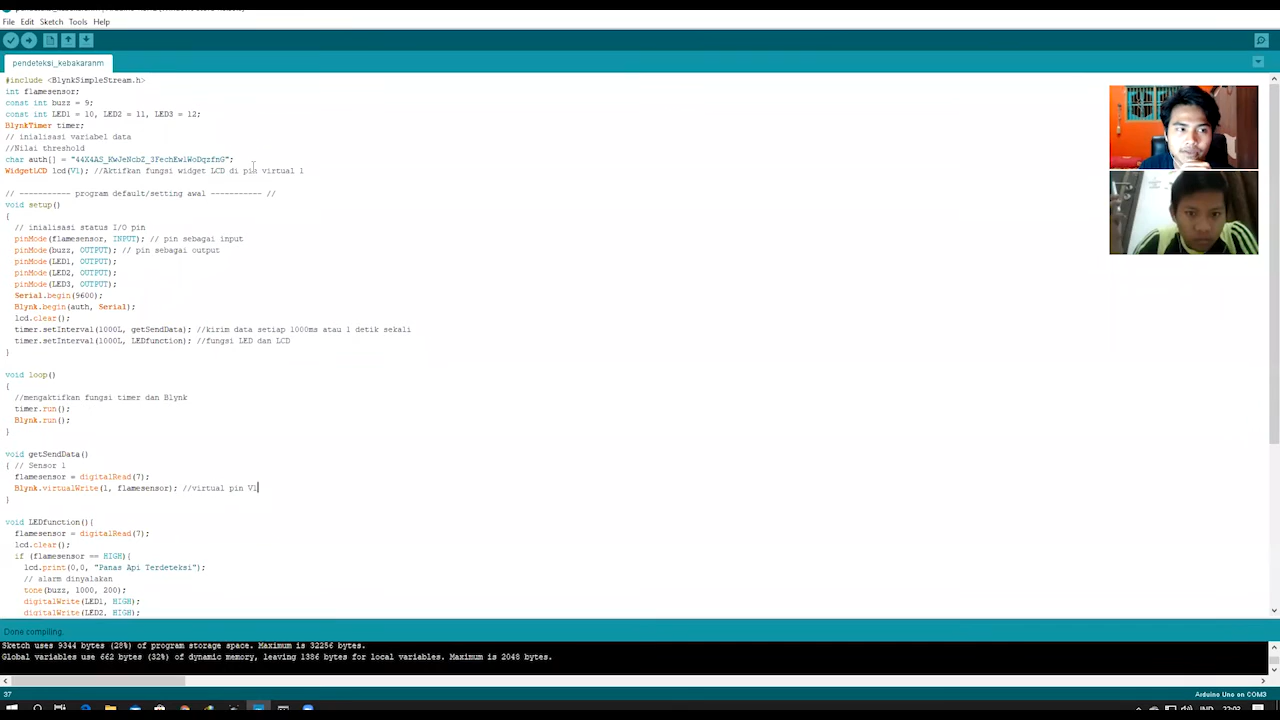 File Edit Sketch Tools Help
pendeteksi_kebakaranm
#include <BlynkSimpleStream.h>
int flamesensor;
const int buzz = 9;
const int LED1 = 10, LED2 = 11, LED3 = 12;
BlynkTimer timer;
// inialisasi variabel data
//Nilai threshold
char auth[] = "44X4AS_KwJeNcbZ_3FechEwlWoDqzfnG";
WidgetLCD lcd(V1); //Aktifkan fungsi widget LCD di pin virtual 1
// ----------- program default/setting awal ----------- //
void setup()
{
// inialisasi status I/O pin
pinMode(flamesensor, INPUT); // pin sebagai input
pinMode(buzz, OUTPUT); // pin sebagai output
pinMode(LED1, OUTPUT);
pinMode(LED2, OUTPUT);
pinMode(LED3, OUTPUT);
Serial.begin(9600);
Blynk.begin(auth, Serial);
lcd.clear();
timer.setInterval(1000L, getSendData); //kirim data setiap 1000ms atau 1 detik sekali
timer.setInterval(1000L, LEDfunction); //fungsi LED dan LCD
}
void loop()
{
//mengaktifkan fungsi timer dan Blynk
timer.run();
Blynk.run();
}
void getSendData()
{ // Sensor 1
flamesensor = digitalRead(7);
Blynk.virtualWrite(1, flamesensor); //virtual pin V1
}
void LEDfunction(){
flamesensor = digitalRead(7);
lcd.clear();
if (flamesensor == HIGH){
lcd.print(0,0, "Panas Api Terdeteksi");
// alarm dinyalakan
tone(buzz, 1000, 200);
digitalWrite(LED1, HIGH);
digitalWrite(LED2, HIGH);
Done compiling.
Sketch uses 9344 bytes (28%) of program storage space. Maximum is 32256 bytes.
Global variables use 662 bytes (32%) of dynamic memory, leaving 1386 bytes for local variables. Maximum is 2048 bytes.
37
Arduino Uno on COM3